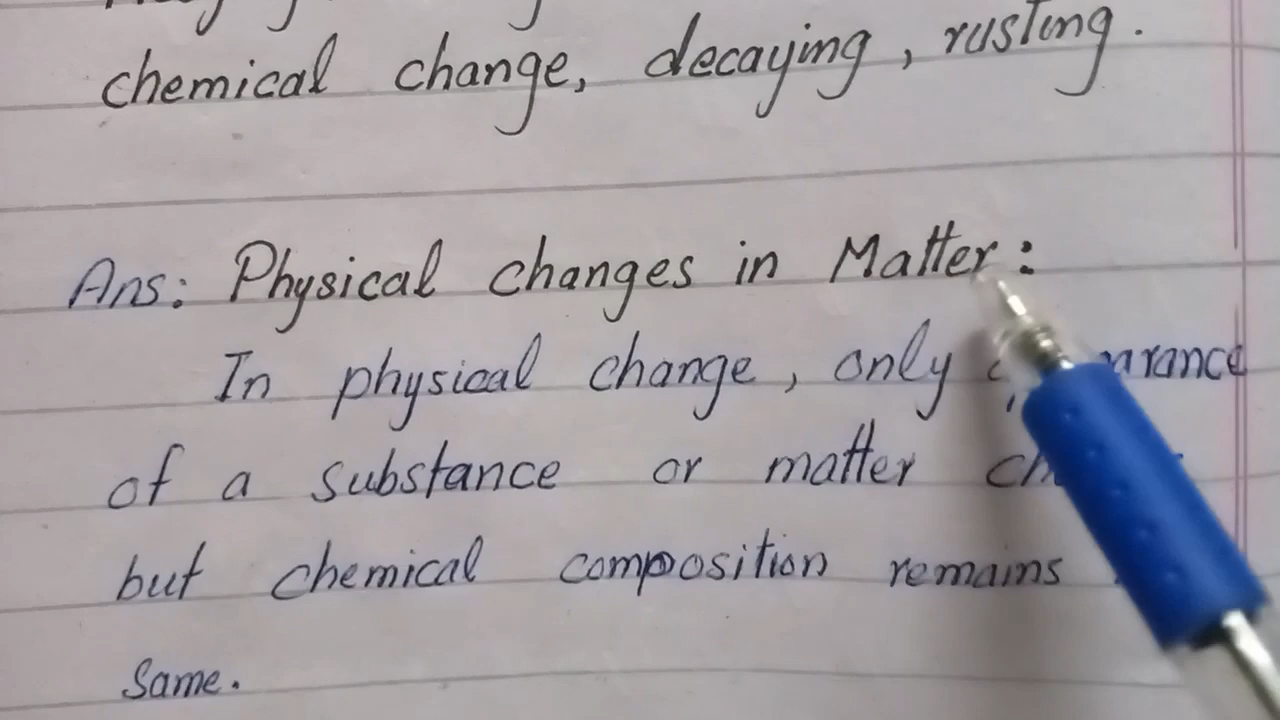 chemical change, decaying, rusting.
Ans: Physical changes in Matter:
In physical change, only
of a substance or matter
but chemical composition remains
Same.